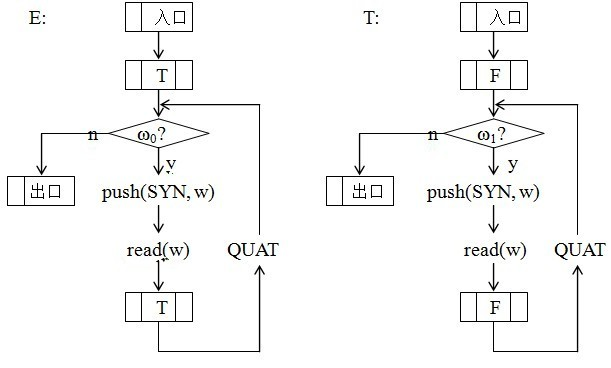 E:
入口
T
n
ω₀?
y
出口
push(SYN, w)
read(w)
QUAT
T
T:
入口
F
n
ω₁?
y
出口
push(SYN, w)
read(w)
QUAT
F